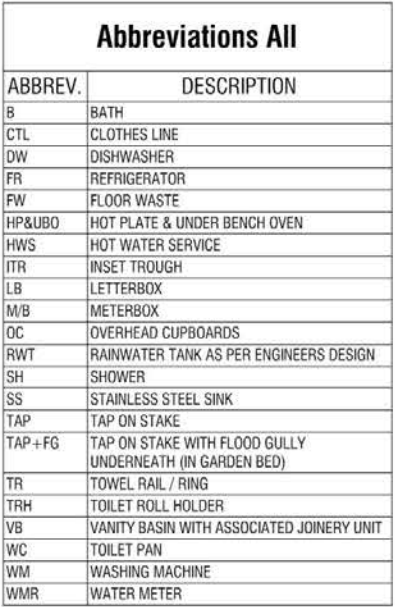 Abbreviations All
ABBREV. DESCRIPTION
B BATH
CTL CLOTHES LINE
DW DISHWASHER
FR REFRIGERATOR
FW FLOOR WASTE
HP&UBO HOT PLATE & UNDER BENCH OVEN
HWS HOT WATER SERVICE
ITR INSET TROUGH
LB LETTERBOX
M/B METERBOX
OC OVERHEAD CUPBOARDS
RWT RAINWATER TANK AS PER ENGINEERS DESIGN
SH SHOWER
SS STAINLESS STEEL SINK
TAP TAP ON STAKE
TAP+FG TAP ON STAKE WITH FLOOD GULLY
UNDERNEATH (IN GARDEN BED)
TR TOWEL RAIL / RING
TRH TOILET ROLL HOLDER
VB VANITY BASIN WITH ASSOCIATED JOINERY UNIT
WC TOILET PAN
WM WASHING MACHINE
WMR WATER METER